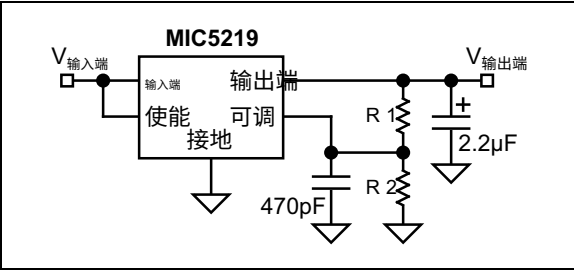 MIC5219
V输入端
V输出端
输入端
输出端
使能
可调
接地
R 1
+
2.2µF
470pF
R 2